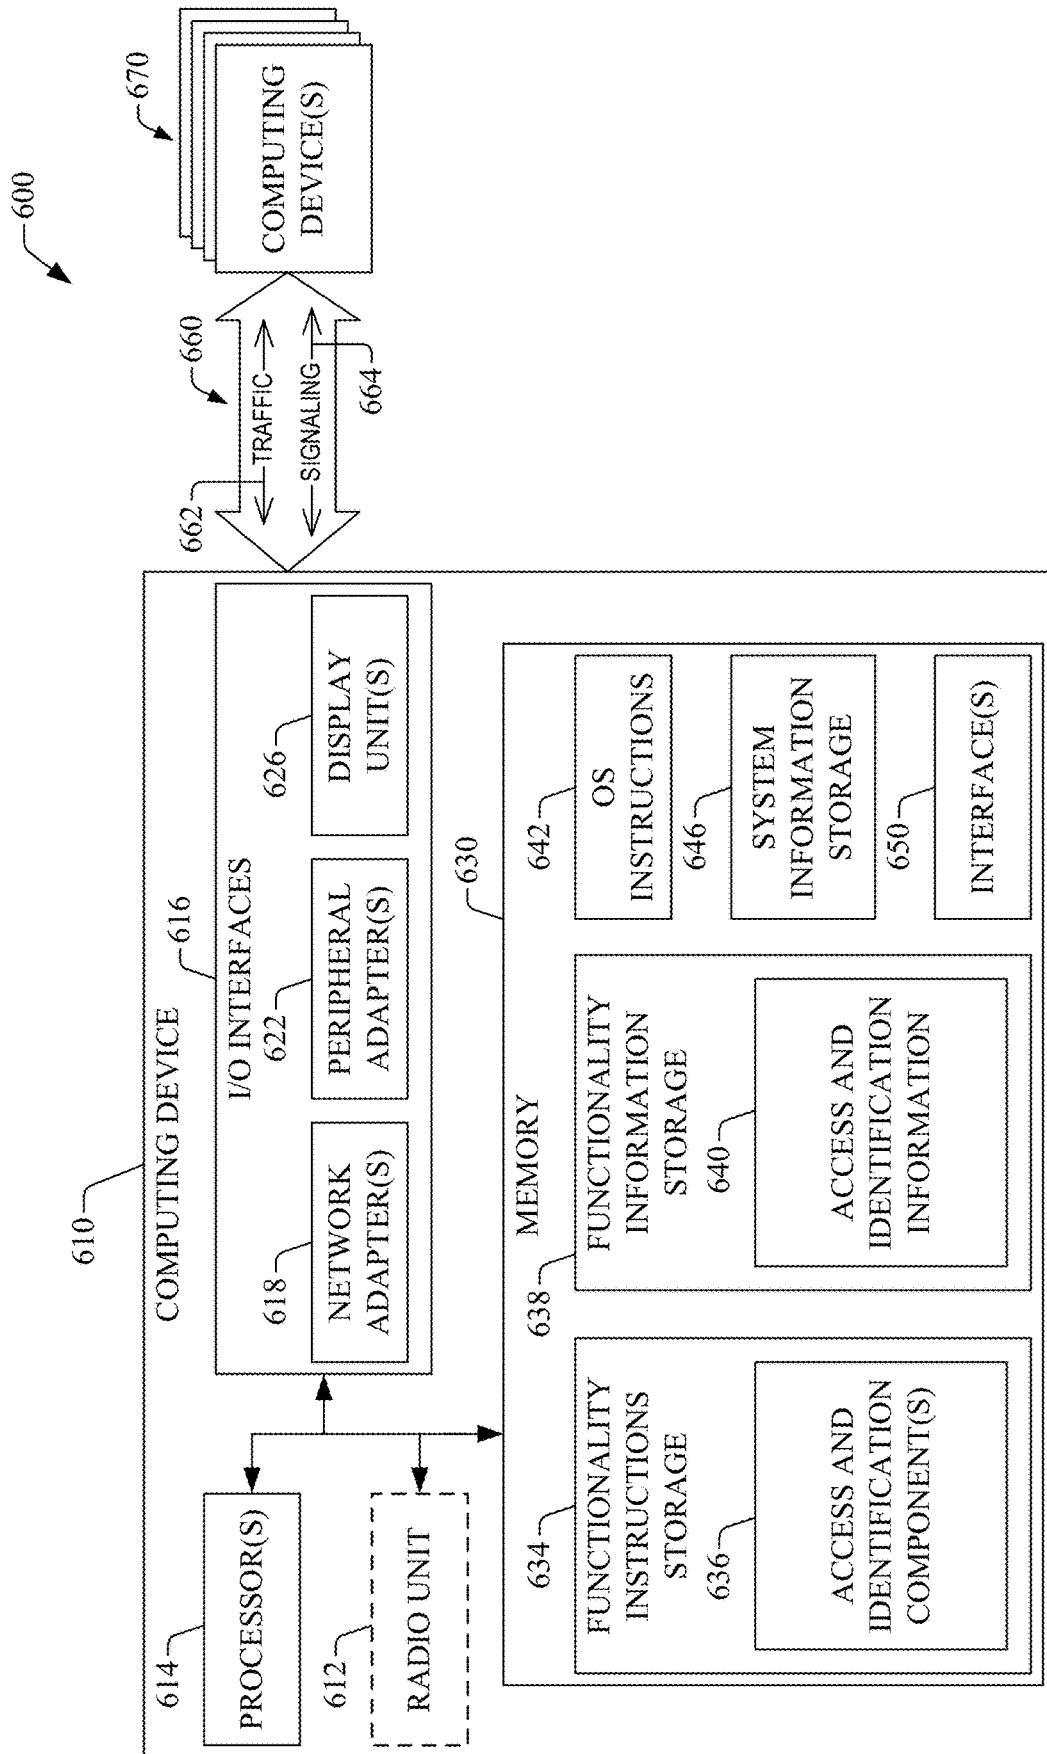 600
610
COMPUTING DEVICE
614
PROCESSOR(S)
612
RADIO UNIT
616
I/O INTERFACES
618
NETWORK
ADAPTER(S)
622
PERIPHERAL
ADAPTER(S)
626
DISPLAY
UNIT(S)
660
662
TRAFFIC
SIGNALING
664
670
COMPUTING
DEVICE(S)
630
MEMORY
634
FUNCTIONALITY
INSTRUCTIONS
STORAGE
636
ACCESS AND
IDENTIFICATION
COMPONENT(S)
638
FUNCTIONALITY
INFORMATION
STORAGE
640
ACCESS AND
IDENTIFICATION
INFORMATION
642
OS
INSTRUCTIONS
646
SYSTEM
INFORMATION
STORAGE
650
INTERFACE(S)